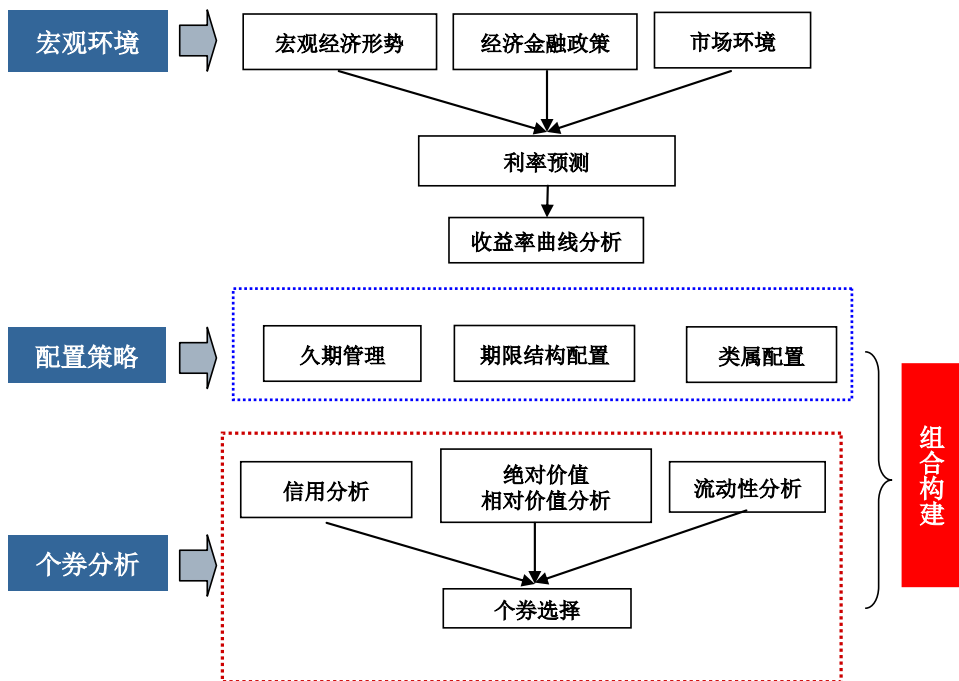 宏观环境
宏观经济形势
经济金融政策
市场环境
利率预测
收益率曲线分析
配置策略
久期管理
期限结构配置
类属配置
组合构建
个券分析
信用分析
绝对价值
相对价值分析
流动性分析
个券选择